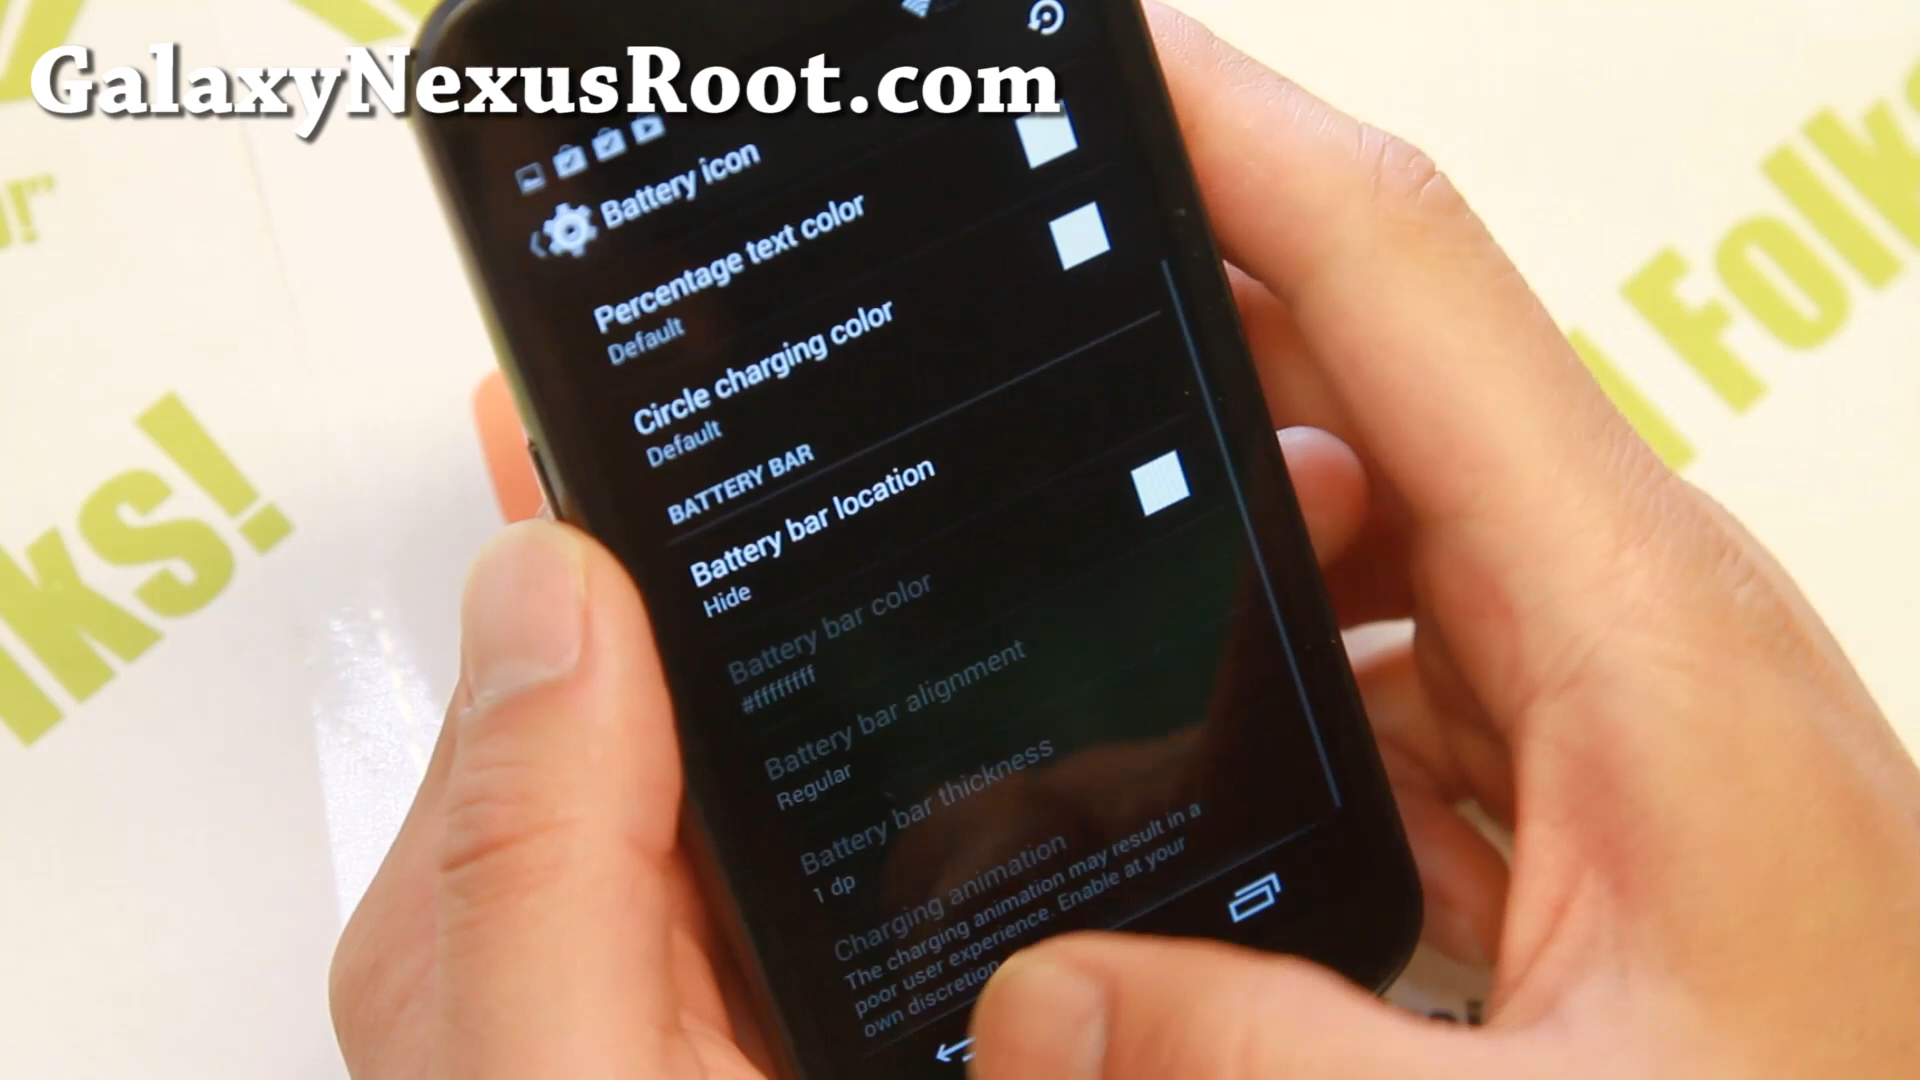 GalaxyNexusRoot.com
Battery icon
Percentage text color
Default
Circle charging color
Default
BATTERY BAR
Battery bar location
Hide
Battery bar color
#ffffffff
Battery bar alignment
Regular
Battery bar thickness
1 dp
Charging animation
The charging animation may result in a
poor user experience. Enable at your
own discretion
lks!
Folks